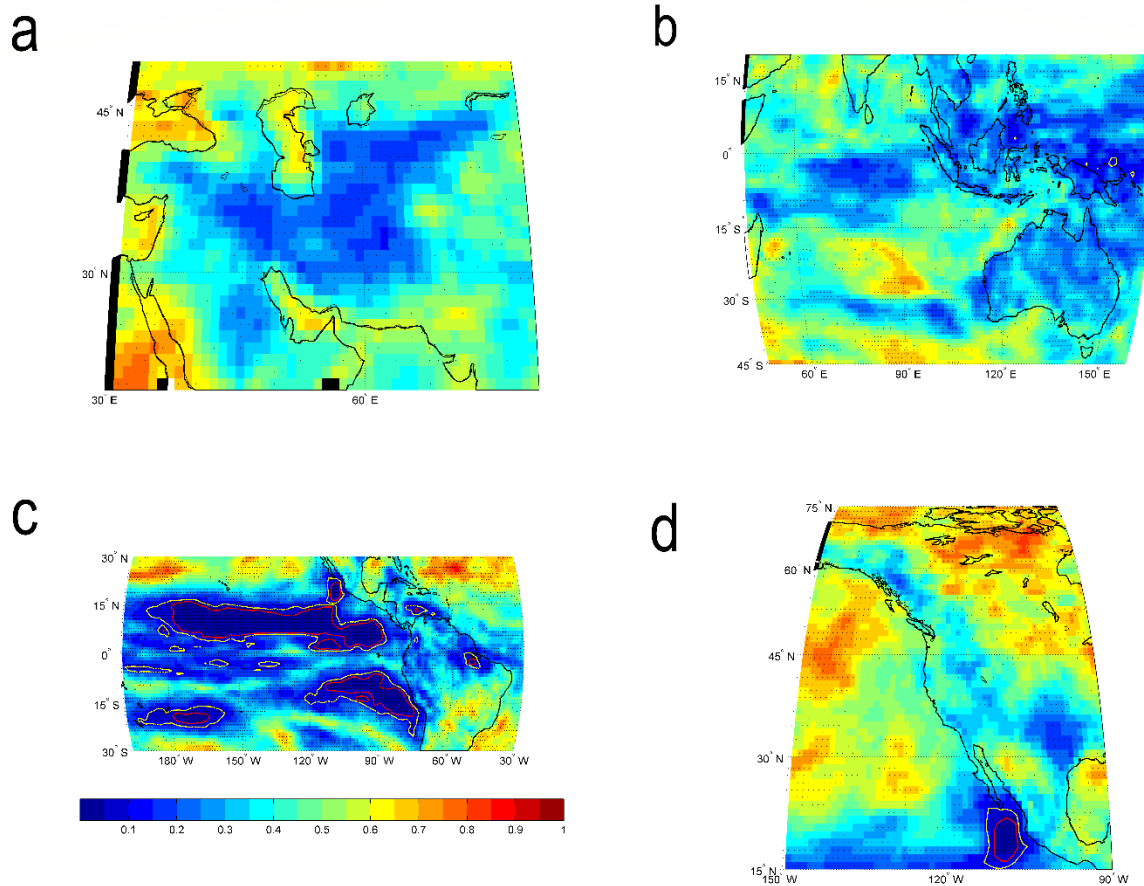 a
45° N
30° N
30° E
60° E
b
15° N
0°
15° S
30° S
45° S
60° E
90° E
120° E
150° E
c
30° N
15° N
0°
15° S
30° S
180° W
150° W
120° W
90° W
60° W
30° W
0.1 0.2 0.3 0.4 0.5 0.6 0.7 0.8 0.9 1
d
75° N
60° N
45° N
30° N
15° N
150° W
120° W
90° W